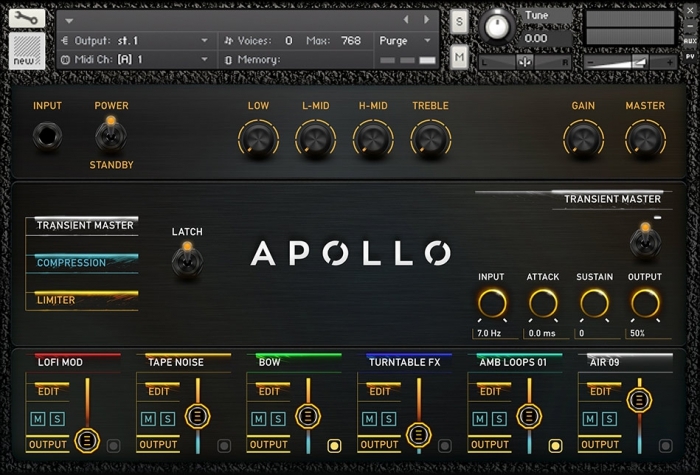 S
Tune
0.00
Output: st. 1
Voices: 0 Max: 768
Purge
new
Midi Ch: [A] 1
Memory:
M
L
R
AUX
PV
INPUT
POWER
STANDBY
LOW
L-MID
H-MID
TREBLE
GAIN
MASTER
TRANSIENT MASTER
COMPRESSION
LIMITER
LATCH
APOLLO
TRANSIENT MASTER
INPUT ATTACK SUSTAIN OUTPUT
7.0 Hz 0.0 ms 0 50%
LOFI MOD
EDIT
M S
OUTPUT
TAPE NOISE
EDIT
M S
OUTPUT
BOW
EDIT
M S
OUTPUT
TURNTABLE FX
EDIT
M S
OUTPUT
AMB LOOPS 01
EDIT
M S
OUTPUT
AIR 09
EDIT
M S
OUTPUT